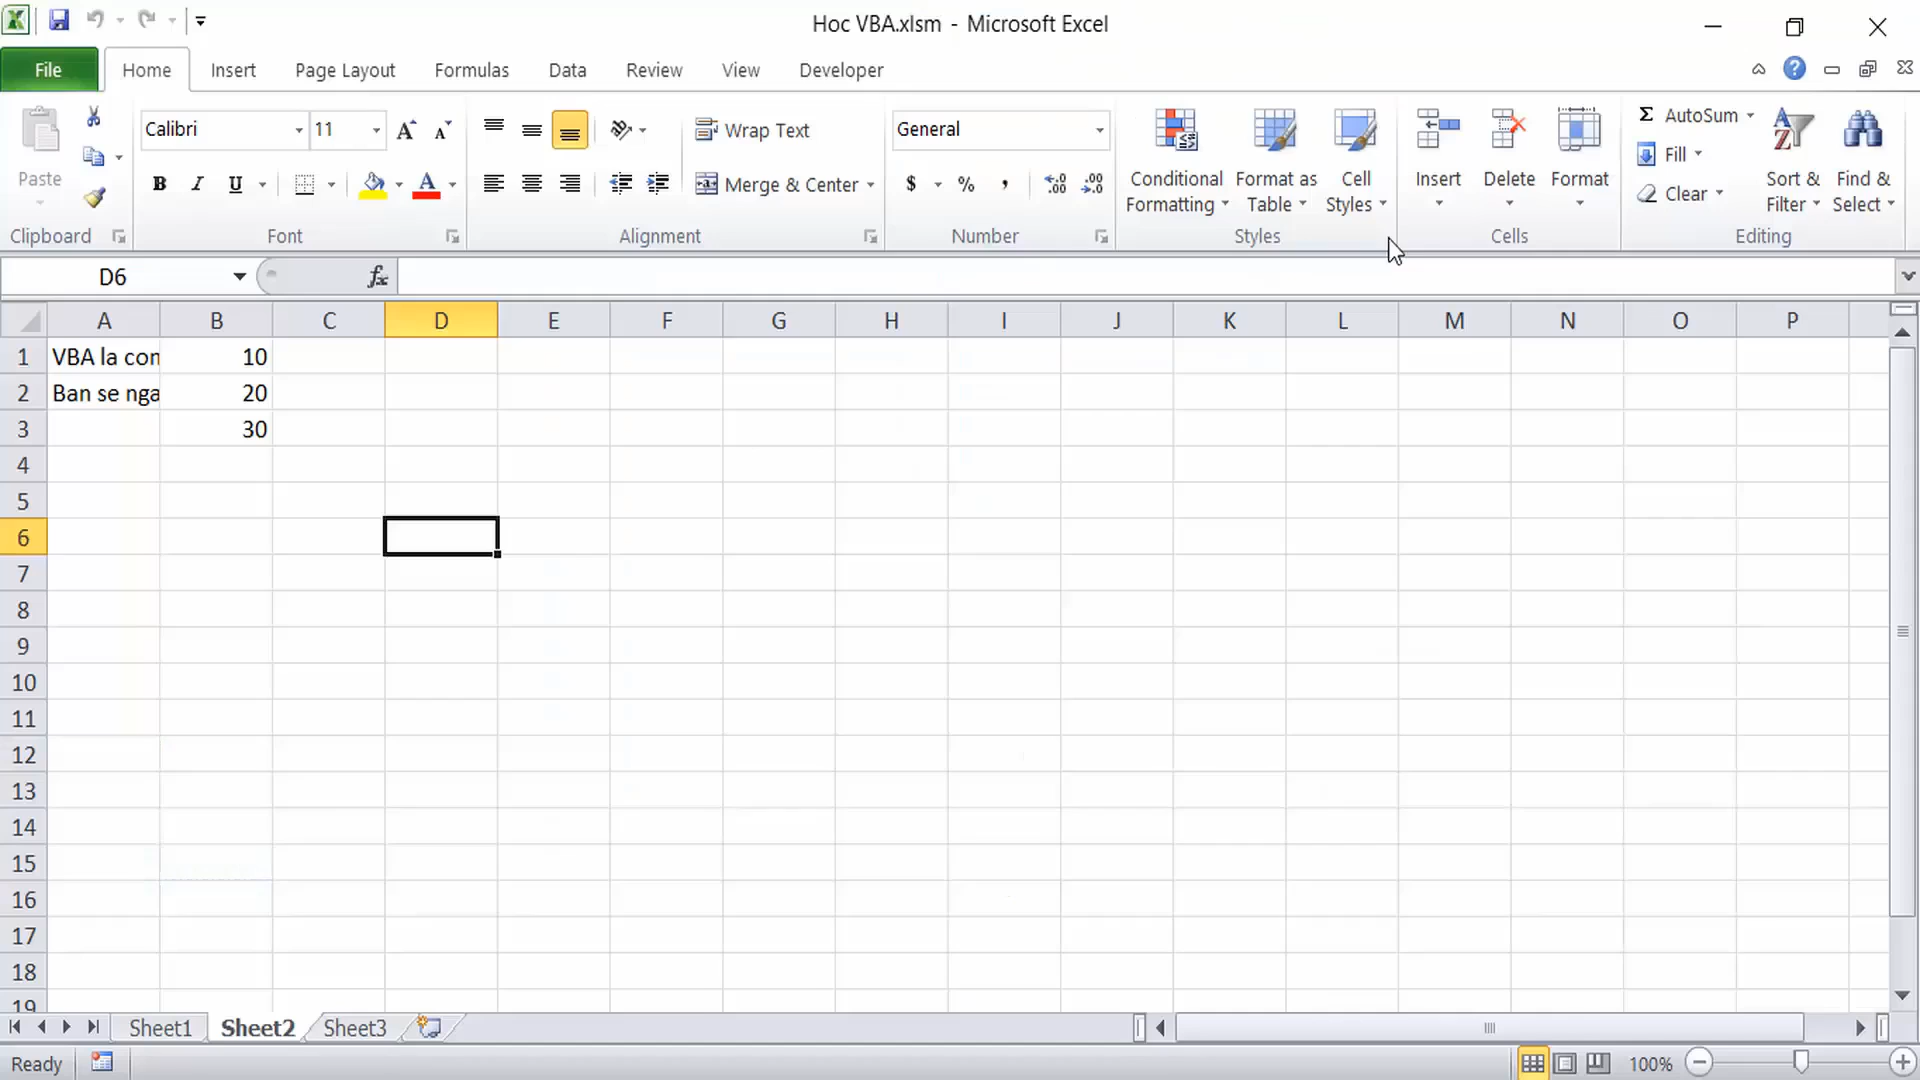 Hoc VBA.xlsm - Microsoft Excel
File Home Insert Page Layout Formulas Data Review View Developer
Calibri 11 Wrap Text General AutoSum
Fill
Paste B I U Merge & Center $ % , Conditional Formatting Format as Table Cell Styles Insert Delete Format Clear Sort & Filter Find & Select
Clipboard Font Alignment Number Styles Cells Editing
D6 fx
A B C D E F G H I J K L M N O P
1 VBA la con 10
2 Ban se nga 20
3 30
4
5
6
7
8
9
10
11
12
13
14
15
16
17
18
19
Sheet1 Sheet2 Sheet3
Ready 100%